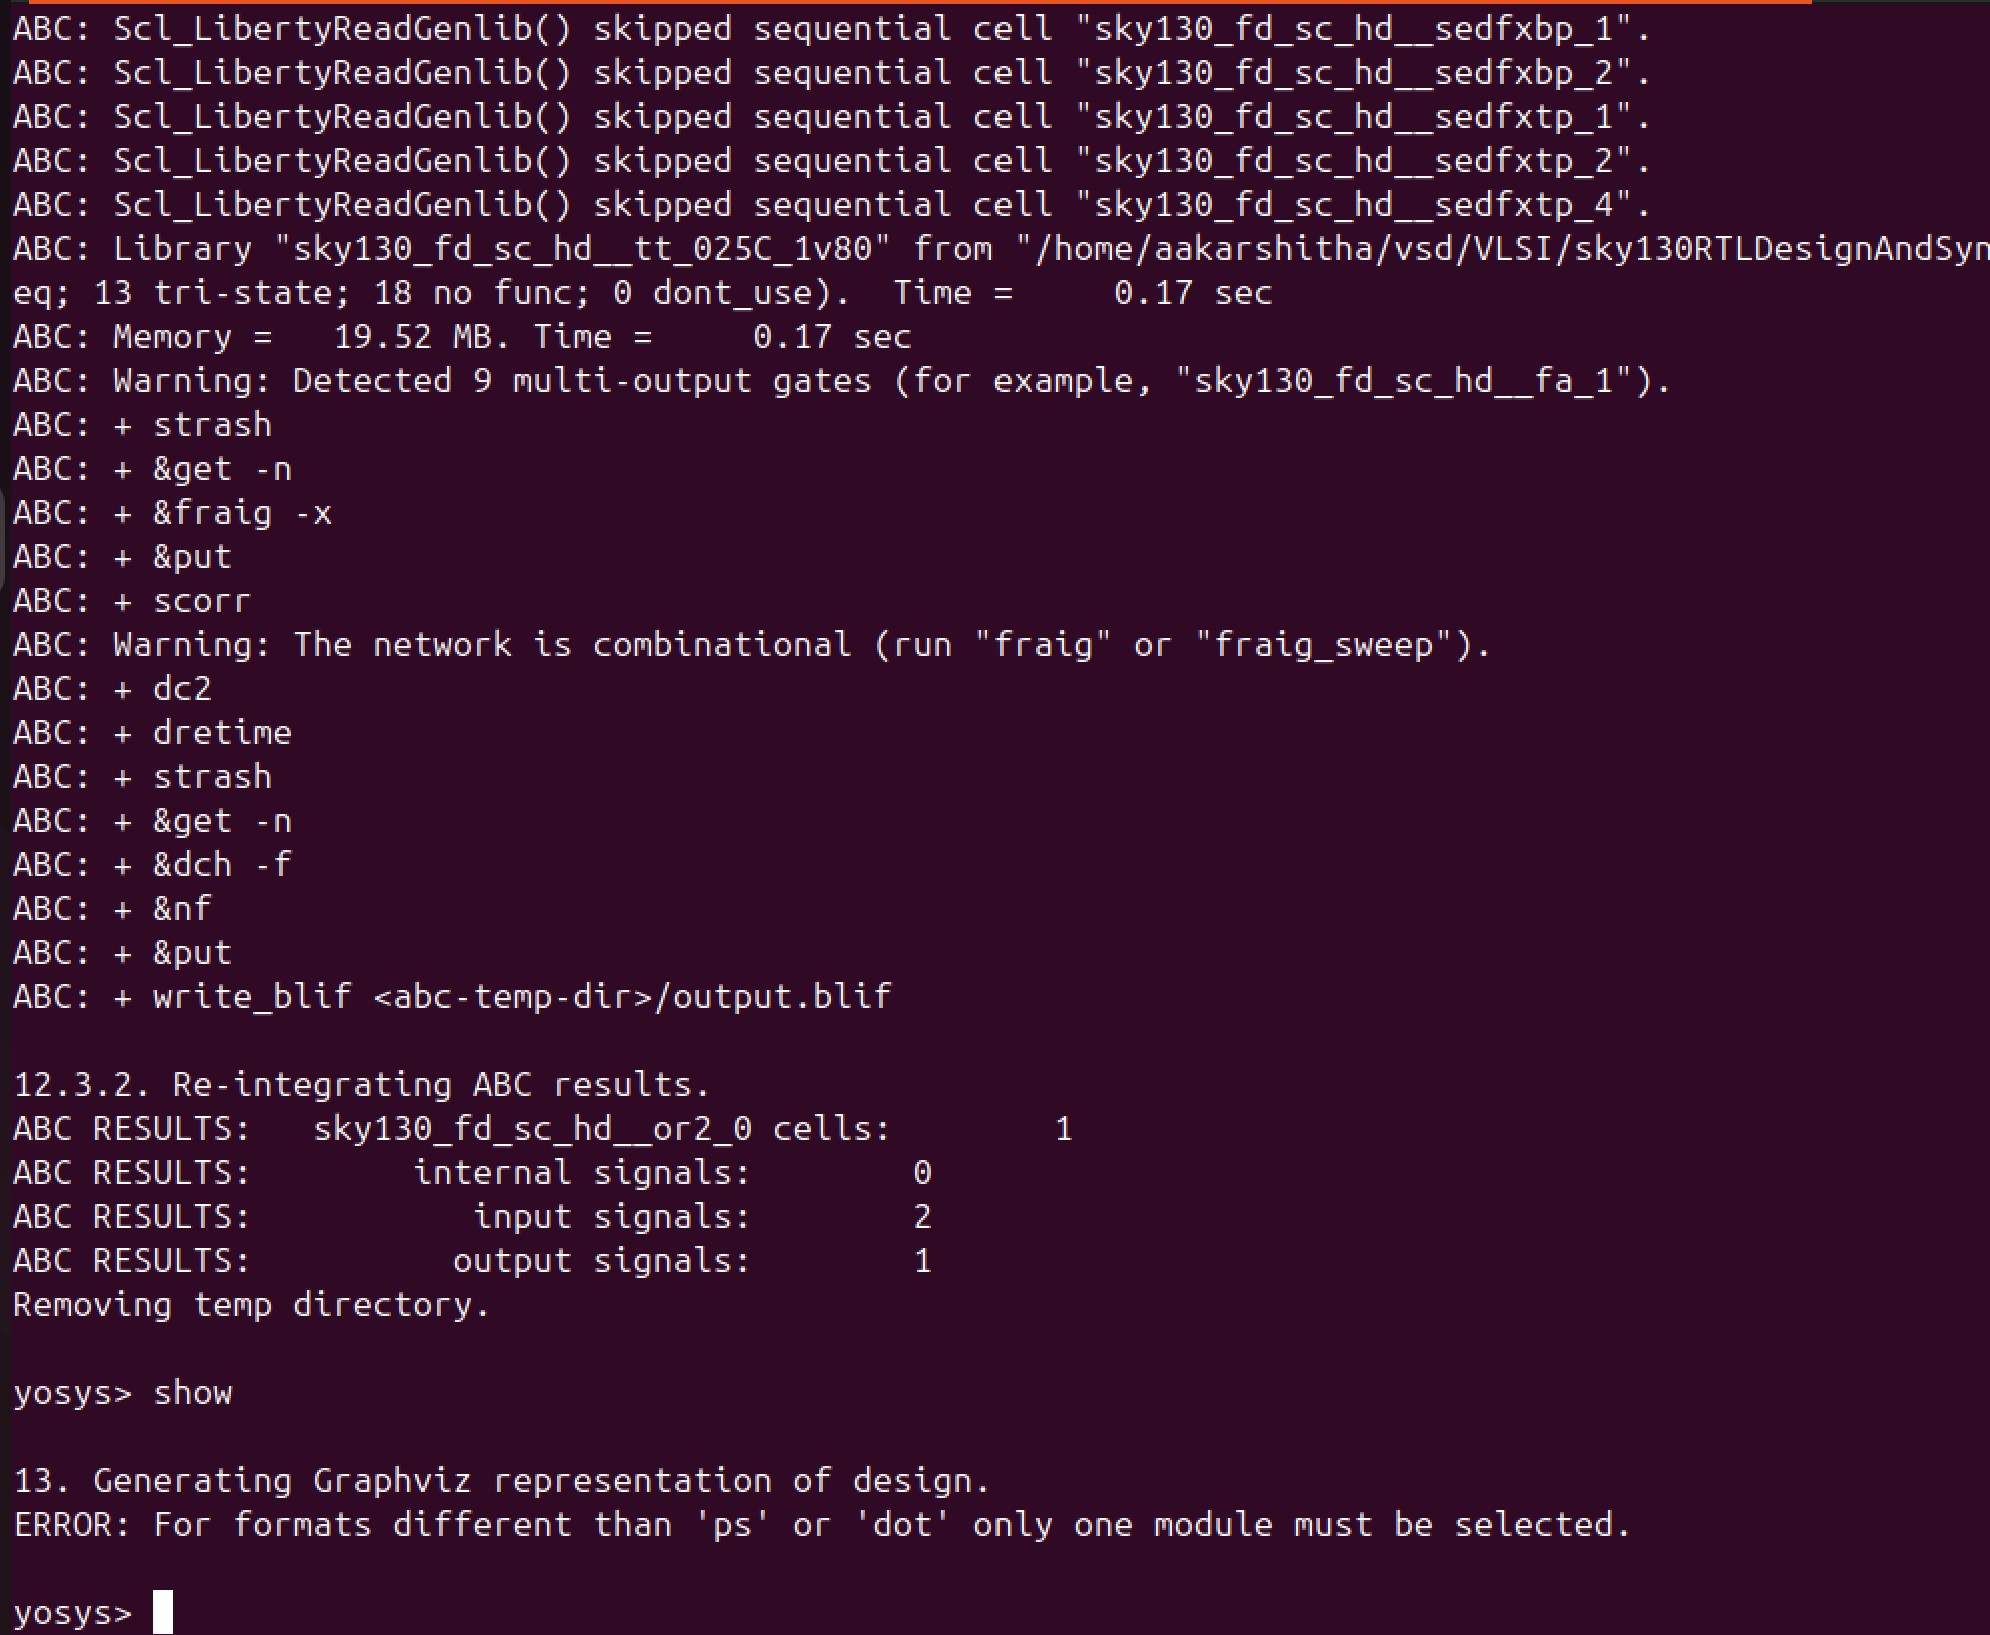 ABC: Scl_LibertyReadGenlib() skipped sequential cell "sky130_fd_sc_hd__sedfxbp_1".
ABC: Scl_LibertyReadGenlib() skipped sequential cell "sky130_fd_sc_hd__sedfxbp_2".
ABC: Scl_LibertyReadGenlib() skipped sequential cell "sky130_fd_sc_hd__sedfxtp_1".
ABC: Scl_LibertyReadGenlib() skipped sequential cell "sky130_fd_sc_hd__sedfxtp_2".
ABC: Scl_LibertyReadGenlib() skipped sequential cell "sky130_fd_sc_hd__sedfxtp_4".
ABC: Library "sky130_fd_sc_hd__tt_025C_1v80" from "/home/aakarshitha/vsd/VLSI/sky130RTLDesignAndSyn
eq; 13 tri-state; 18 no func; 0 dont_use).  Time =     0.17 sec
ABC: Memory =   19.52 MB. Time =     0.17 sec
ABC: Warning: Detected 9 multi-output gates (for example, "sky130_fd_sc_hd__fa_1").
ABC: + strash
ABC: + &get -n
ABC: + &fraig -x
ABC: + &put
ABC: + scorr
ABC: Warning: The network is combinational (run "fraig" or "fraig_sweep").
ABC: + dc2
ABC: + dretime
ABC: + strash
ABC: + &get -n
ABC: + &dch -f
ABC: + &nf
ABC: + &put
ABC: + write_blif <abc-temp-dir>/output.blif
12.3.2. Re-integrating ABC results.
ABC RESULTS:   sky130_fd_sc_hd__or2_0 cells:        1
ABC RESULTS:        internal signals:        0
ABC RESULTS:           input signals:        2
ABC RESULTS:          output signals:        1
Removing temp directory.
yosys> show
13. Generating Graphviz representation of design.
ERROR: For formats different than 'ps' or 'dot' only one module must be selected.
yosys>